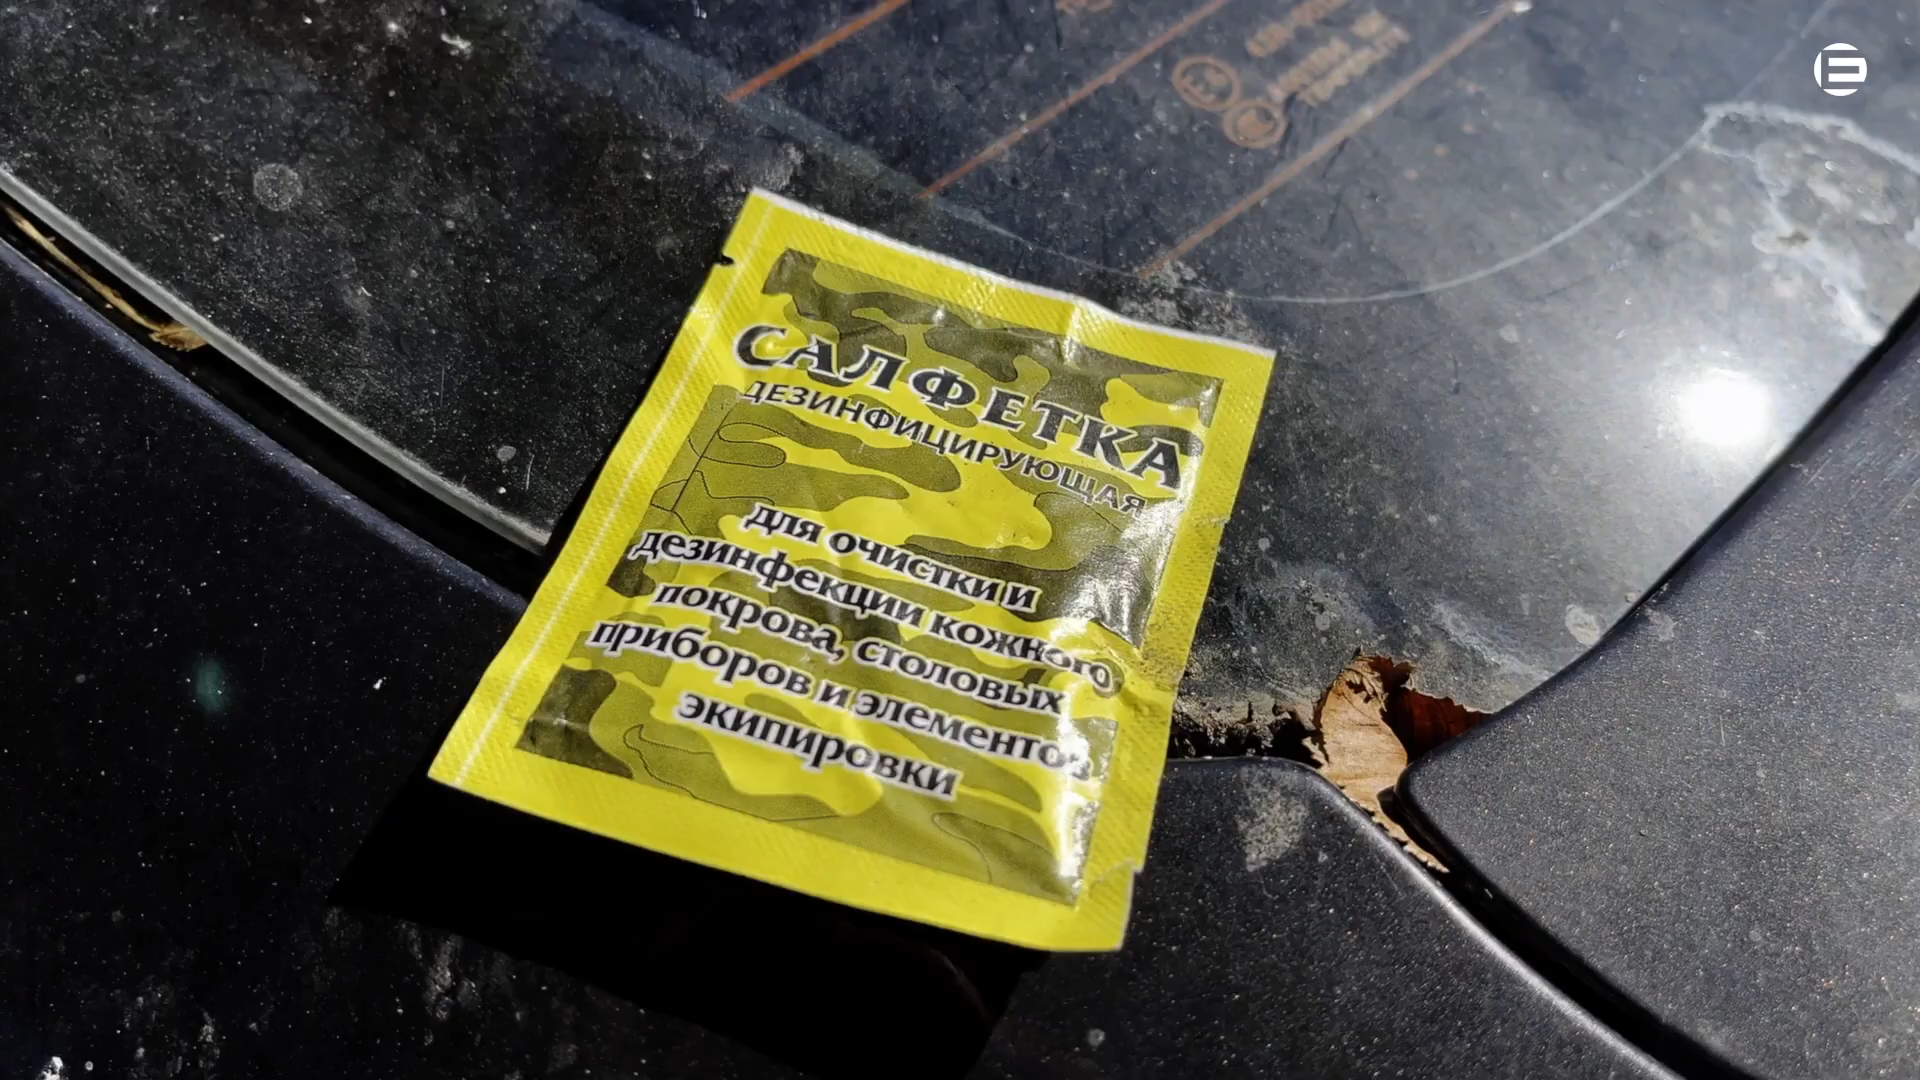 САЛФЕТКА
ДЕЗИНФИЦИРУЮЩАЯ
для очистки и
дезинфекции кожного
покрова, столовых
приборов и элементов
экипировки